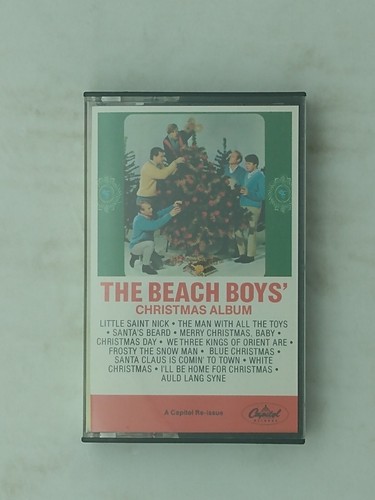 THE BEACH BOYS'
CHRISTMAS ALBUM
LITTLE SAINT NICK • THE MAN WITH ALL THE TOYS
• SANTA'S BEARD • MERRY CHRISTMAS, BABY •
CHRISTMAS DAY • WE THREE KINGS OF ORIENT ARE •
FROSTY THE SNOW MAN • BLUE CHRISTMAS •
SANTA CLAUS IS COMIN' TO TOWN • WHITE
CHRISTMAS • I'LL BE HOME FOR CHRISTMAS •
AULD LANG SYNE
A Capitol Re-issue
Capitol